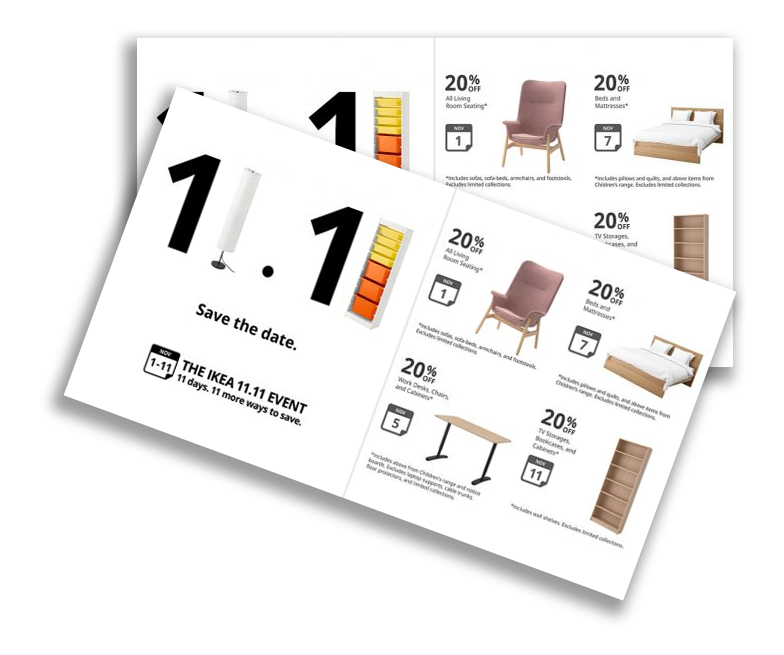 20% OFF
All Living
Room Seating*
NOV
1
*Includes sofas, sofa-beds, armchairs, and footstools.
Excludes limited collections.
20% OFF
Beds and
Mattresses*
NOV
7
*Includes pillows and quilts, and above items from
Children's range. Excludes limited collections.
20% OFF
TV Storages,
Bookcases, and
11.11
Save the date.
NOV
1-11
THE IKEA 11.11 EVENT
11 days. 11 more ways to save.
20% OFF
All Living
Room Seating*
NOV
1
*Includes sofas, sofa-beds, armchairs, and footstools.
Excludes limited collections.
20% OFF
Beds and
Mattresses*
NOV
7
*Includes pillows and quilts, and above items from
Children's range. Excludes limited collections.
20% OFF
Work Desks, Chairs,
and Cabinets*
NOV
5
*Includes above from Children's range and notice
boards. Excludes laptop supports, cable trunks,
floor protectors, and limited collections.
20% OFF
TV Storages,
Bookcases, and
Cabinets*
NOV
11
*Includes wall shelves. Excludes limited collections.